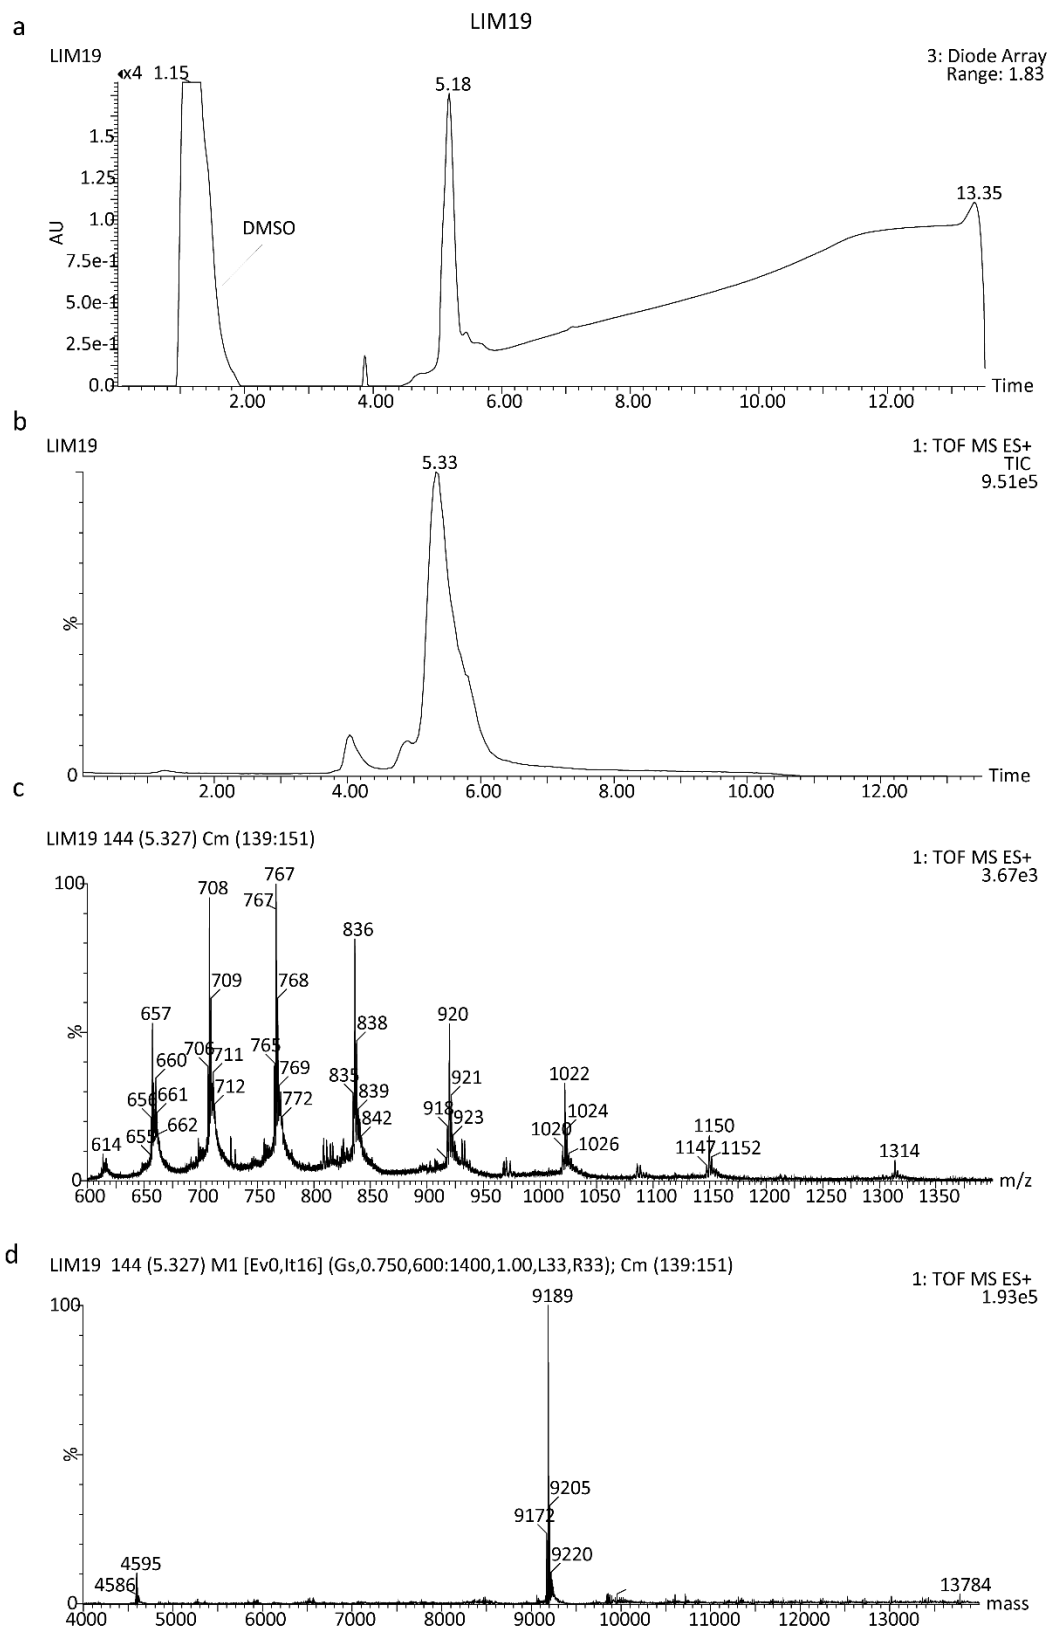 a
LIM19
LIM19
3: Diode Array
Range: 1.83
x4 1.15
5.18
13.35
DMSO
AU
1.5
1.25
1.0
7.5e-1
5.0e-1
2.5e-1
0.0
2.00 4.00 6.00 8.00 10.00 12.00 Time
b
LIM19
1: TOF MS ES+
TIC
9.51e5
5.33
%
0
2.00 4.00 6.00 8.00 10.00 12.00 Time
c
LIM19 144 (5.327) Cm (139:151)
1: TOF MS ES+
3.67e3
100
%
0
614
655
656
657
660
661
662
706
708
709
711
712
765
767
767
768
769
772
835
836
838
839
842
918
920
921
923
1020
1022
1024
1026
1147
1150
1152
1314
600 650 700 750 800 850 900 950 1000 1050 1100 1150 1200 1250 1300 1350 m/z
d
LIM19 144 (5.327) M1 [Ev0,It16] (Gs,0.750,600:1400,1.00,L33,R33); Cm (139:151)
1: TOF MS ES+
1.93e5
100
%
0
9189
9205
9172
9220
4595
4586
13784
4000 5000 6000 7000 8000 9000 10000 11000 12000 13000 mass